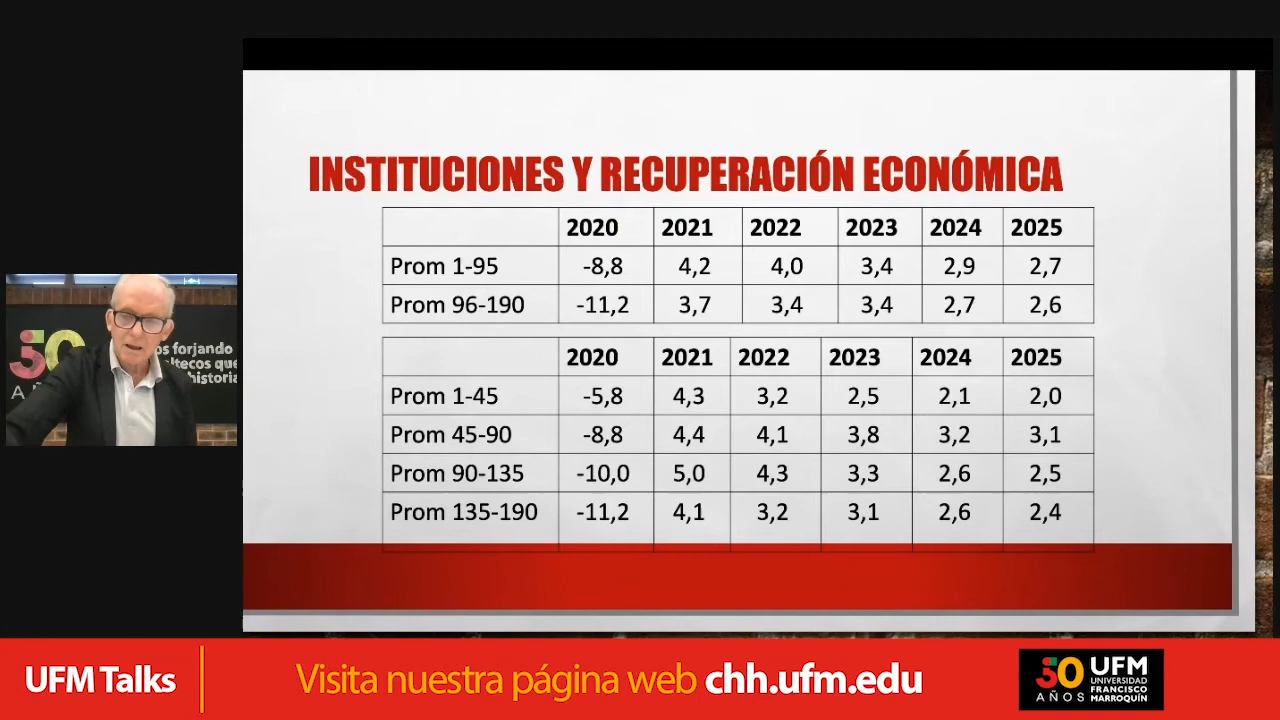 INSTITUCIONES Y RECUPERACIÓN ECONÓMICA
2020 2021 2022 2023 2024 2025
Prom 1-95 -8,8 4,2 4,0 3,4 2,9 2,7
Prom 96-190 -11,2 3,7 3,4 3,4 2,7 2,6
2020 2021 2022 2023 2024 2025
Prom 1-45 -5,8 4,3 3,2 2,5 2,1 2,0
Prom 45-90 -8,8 4,4 4,1 3,8 3,2 3,1
Prom 90-135 -10,0 5,0 4,3 3,3 2,6 2,5
Prom 135-190 -11,2 4,1 3,2 3,1 2,6 2,4
50
os forjando
ltecos que
historia
UFM Talks
Visita nuestra página web chh.ufm.edu
50
AÑOS
UFM
UNIVERSIDAD
FRANCISCO
MARROQUÍN